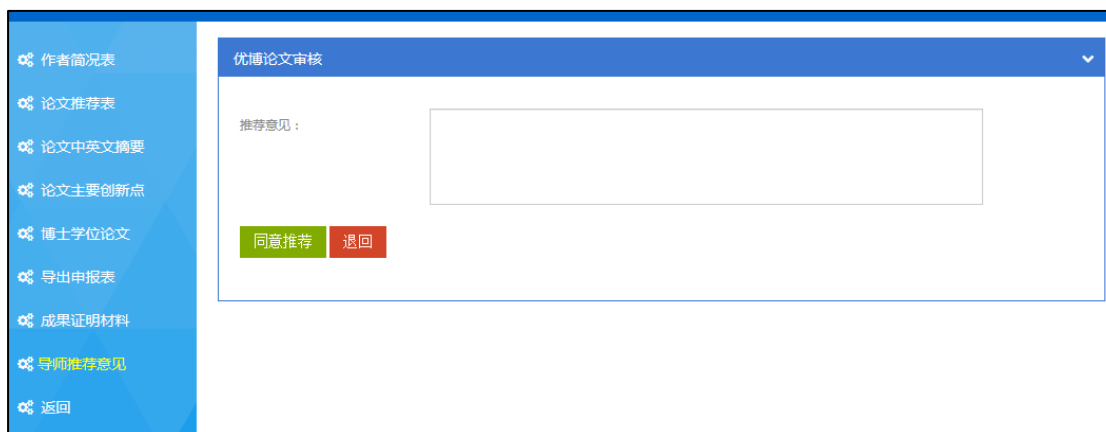 作者简况表
论文推荐表
论文中英文摘要
论文主要创新点
博士学位论文
导出申报表
成果证明材料
导师推荐意见
返回
优博论文审核
推荐意见：
同意推荐 退回